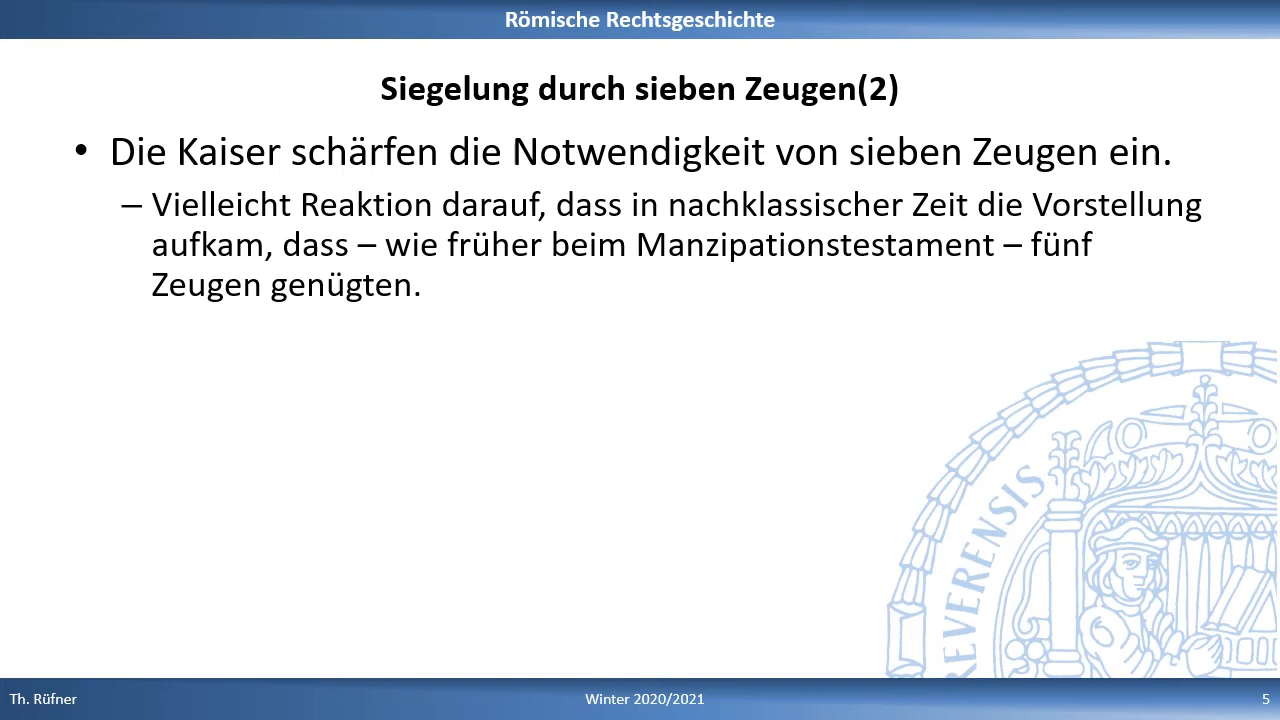 Römische Rechtsgeschichte
Siegelung durch sieben Zeugen(2)
• Die Kaiser schärfen die Notwendigkeit von sieben Zeugen ein.
– Vielleicht Reaktion darauf, dass in nachklassischer Zeit die Vorstellung
aufkam, dass – wie früher beim Manzipationstestament – fünf
Zeugen genügten.
REVERENSIS
Th. Rüfner
Winter 2020/2021
5